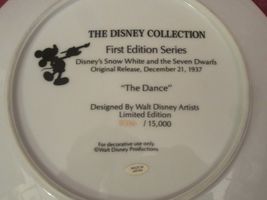 THE DISNEY COLLECTION
First Edition Series
Disney's Snow White and the Seven Dwarfs
Original Release, December 21, 1937
"The Dance"
Designed By Walt Disney Artists
Limited Edition
/ 15,000
For decorative use only.
©Walt Disney Productions